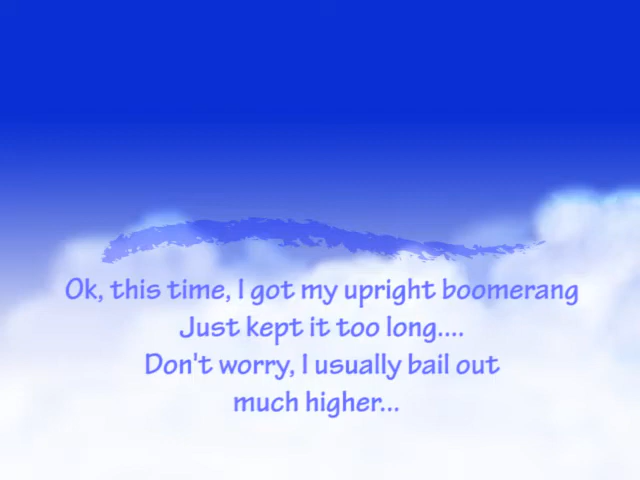 Ok, this time, I got my upright boomerang
Just kept it too long....
Don't worry, I usually bail out
much higher...